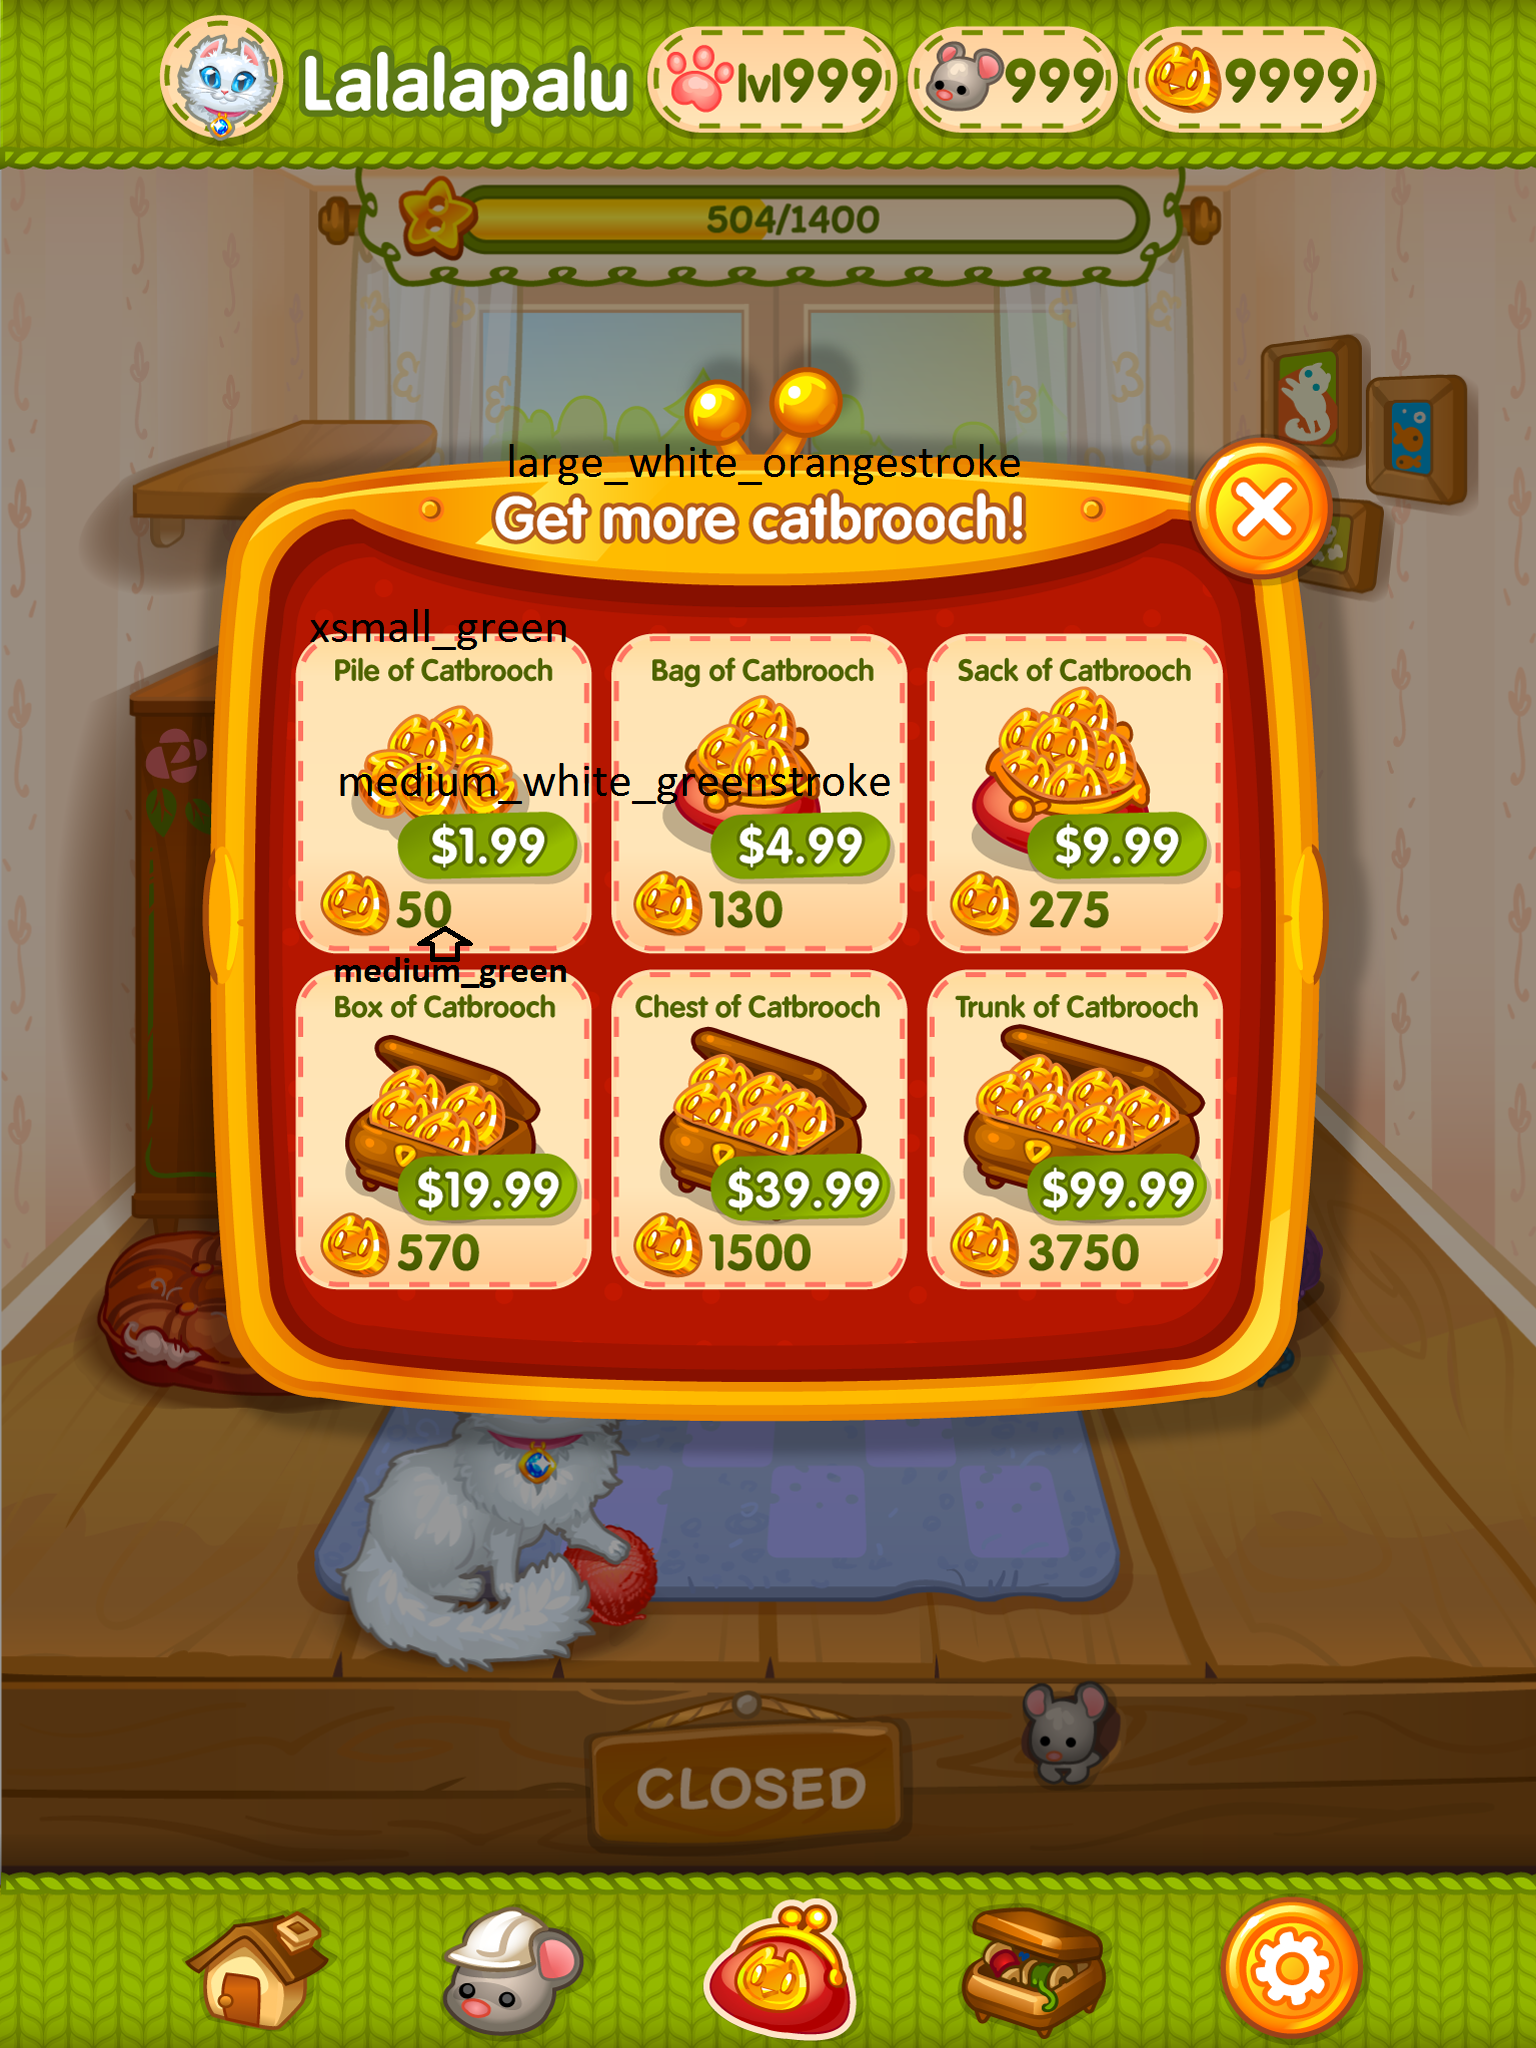 Lalalapalu lvl999 999 9999
504/1400
large_white_orangestroke
Get more catbrooch!
xsmall_green
Pile of Catbrooch Bag of Catbrooch Sack of Catbrooch
medium_white_greenstroke
$1.99 $4.99 $9.99
50 130 275
medium_green
Box of Catbrooch Chest of Catbrooch Trunk of Catbrooch
$19.99 $39.99 $99.99
570 1500 3750
CLOSED